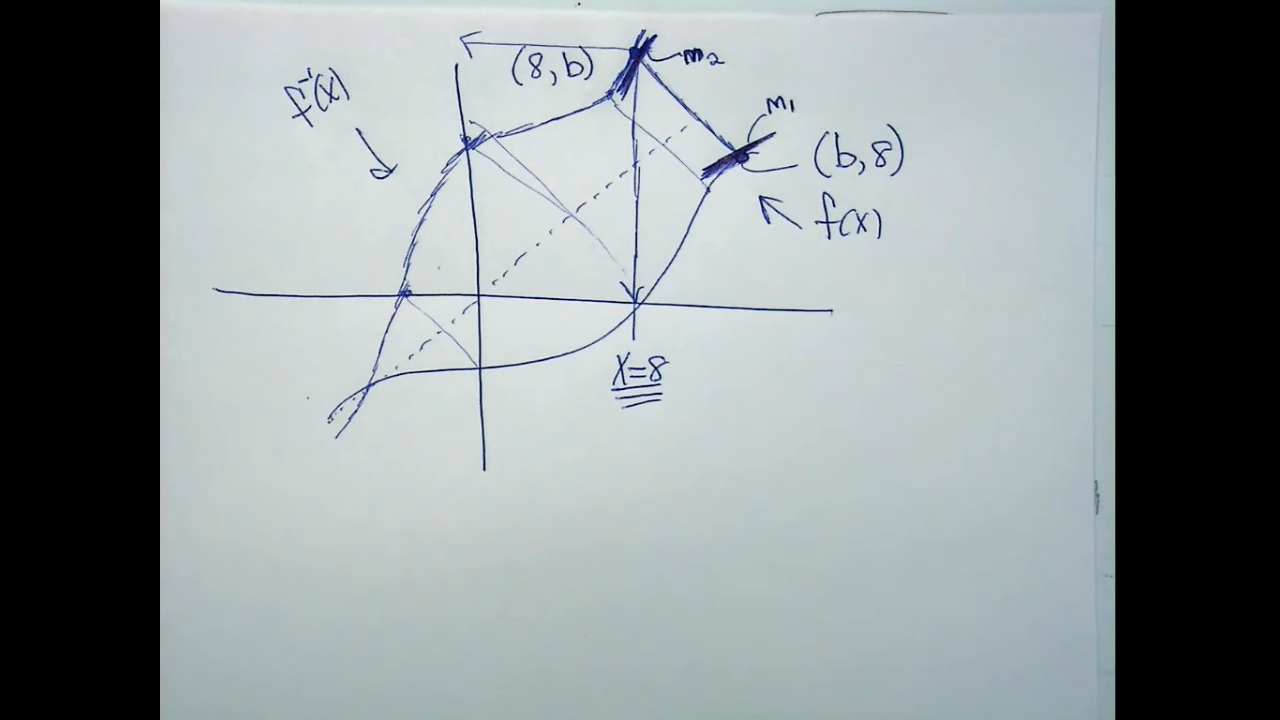 f⁻¹(x)
(8, b)
m₂
m₁
(b, 8)
f(x)
x=8